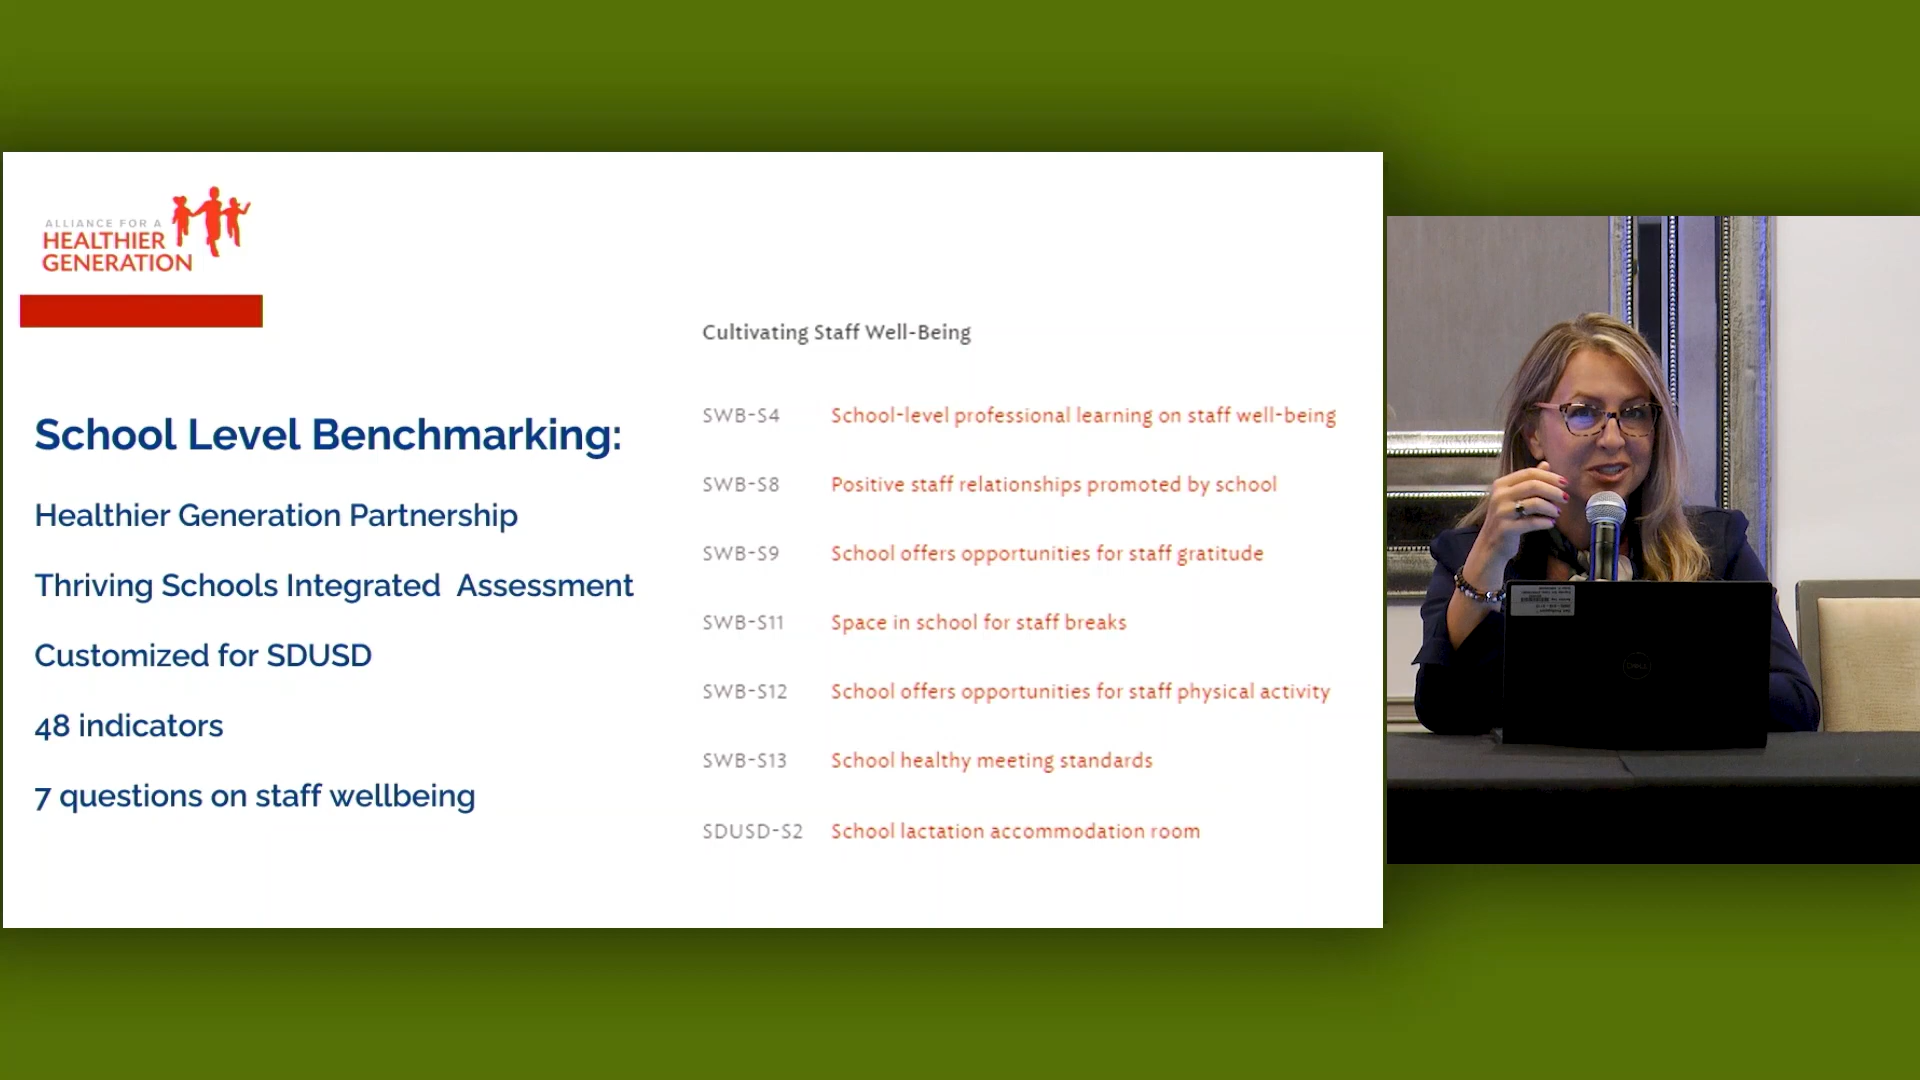 ALLIANCE FOR A
HEALTHIER
GENERATION
School Level Benchmarking:
Healthier Generation Partnership
Thriving Schools Integrated Assessment
Customized for SDUSD
48 indicators
7 questions on staff wellbeing
Cultivating Staff Well-Being
SWB-S4 School-level professional learning on staff well-being
SWB-S8 Positive staff relationships promoted by school
SWB-S9 School offers opportunities for staff gratitude
SWB-S11 Space in school for staff breaks
SWB-S12 School offers opportunities for staff physical activity
SWB-S13 School healthy meeting standards
SDUSD-S2 School lactation accommodation room
DELL